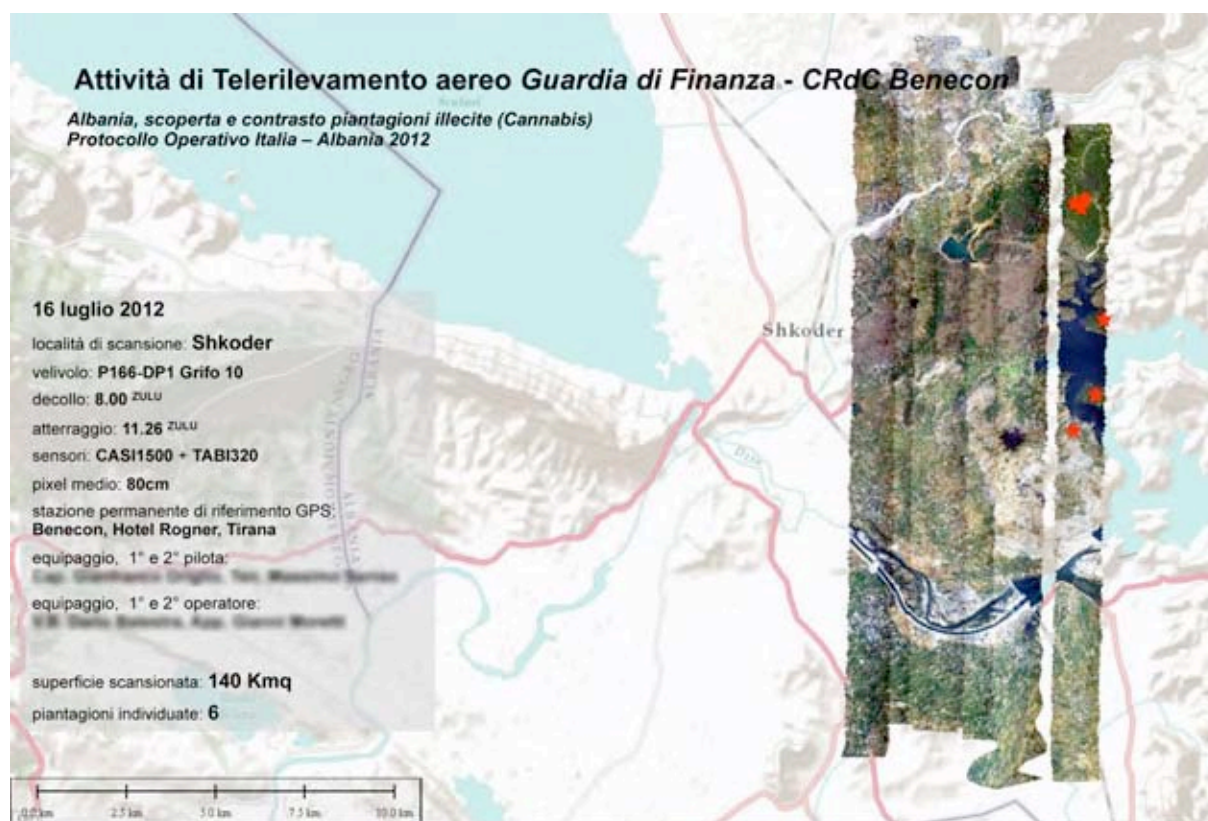 Attività di Telerilevamento aereo Guardia di Finanza - CRdC Benecon
Albania, scoperta e contrasto piantagioni illecite (Cannabis)
Protocollo Operativo Italia – Albania 2012
16 luglio 2012
località di scansione: Shkoder
velivolo: P166-DP1 Grifo 10
decollo: 8.00 ZULU
atterraggio: 11.26 ZULU
sensori: CASI1500 + TABI320
pixel medio: 80cm
stazione permanente di riferimento GPS:
Benecon, Hotel Rogner, Tirana
equipaggio, 1° e 2° pilota:
equipaggio, 1° e 2° operatore:
superficie scansionata: 140 Kmq
piantagioni individuate: 6
Shkoder
Drin
ALBANIA
0.0 km 2.5 km 5.0 km 7.5 km 10.0 km